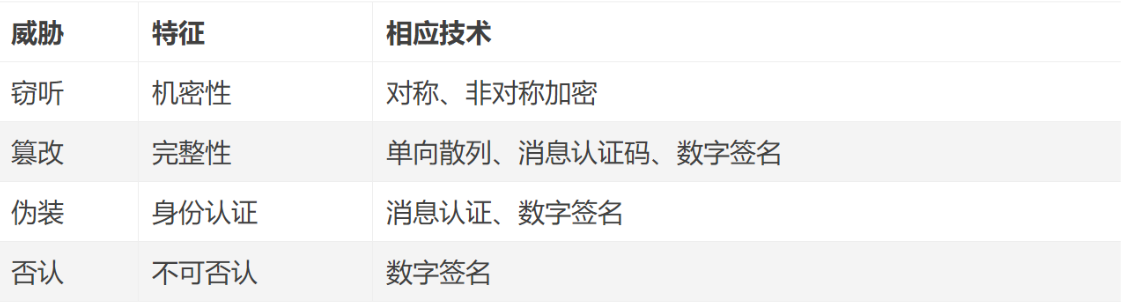 威胁 特征 相应技术
窃听 机密性 对称、非对称加密
篡改 完整性 单向散列、消息认证码、数字签名
伪装 身份认证 消息认证、数字签名
否认 不可否认 数字签名